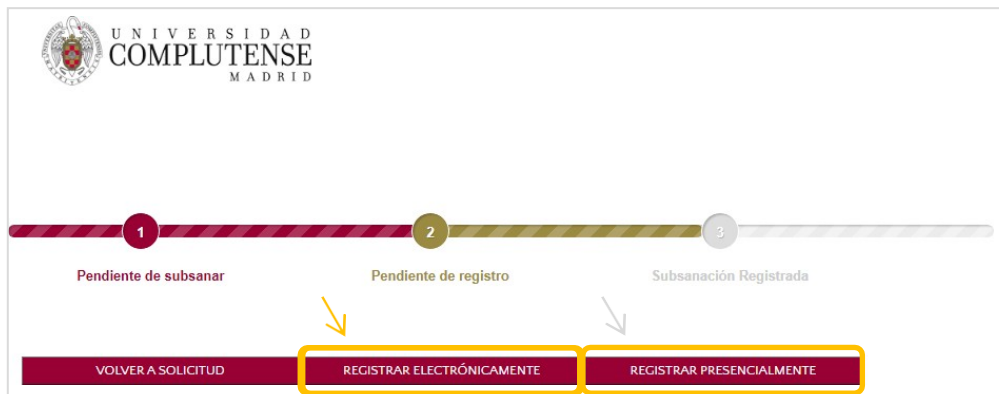 UNIVERSIDAD
COMPLUTENSE
MADRID
1
2
3
Pendiente de subsanar
Pendiente de registro
Subsanación Registrada
VOLVER A SOLICITUD
REGISTRAR ELECTRÓNICAMENTE
REGISTRAR PRESENCIALMENTE